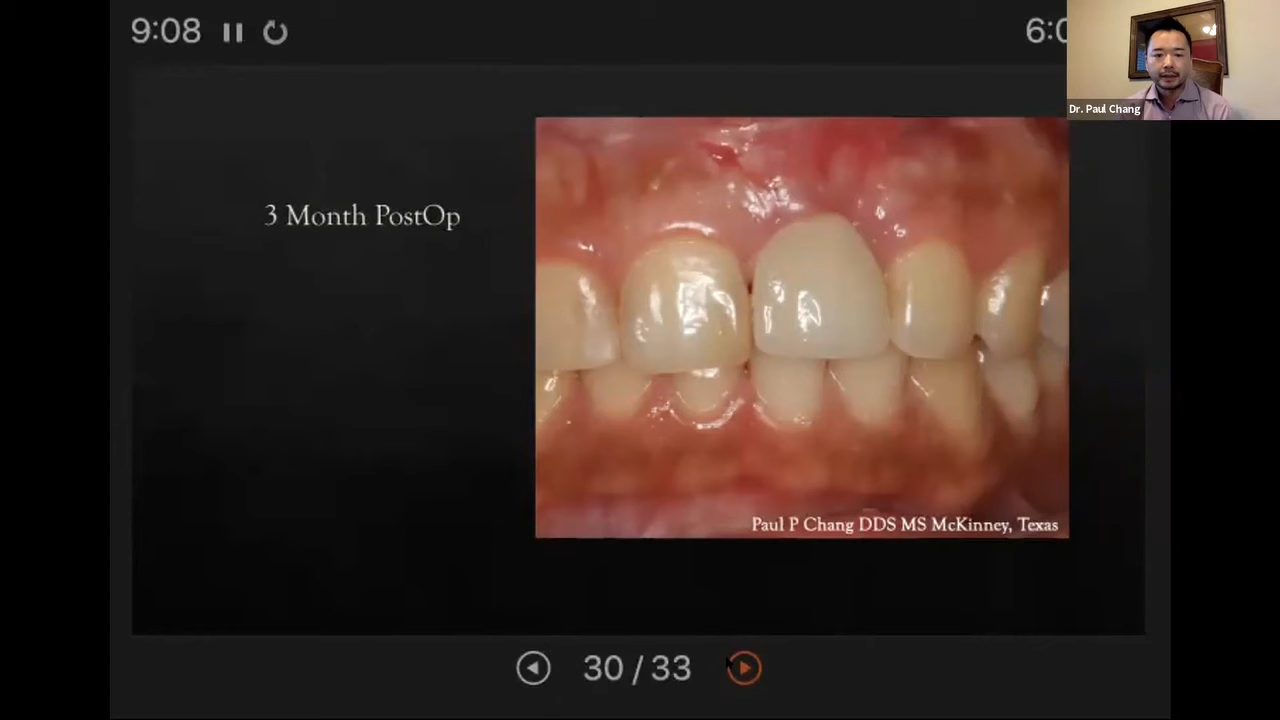 9:08
6:0
Dr. Paul Chang
3 Month PostOp
Paul P Chang DDS MS McKinney, Texas
30 / 33